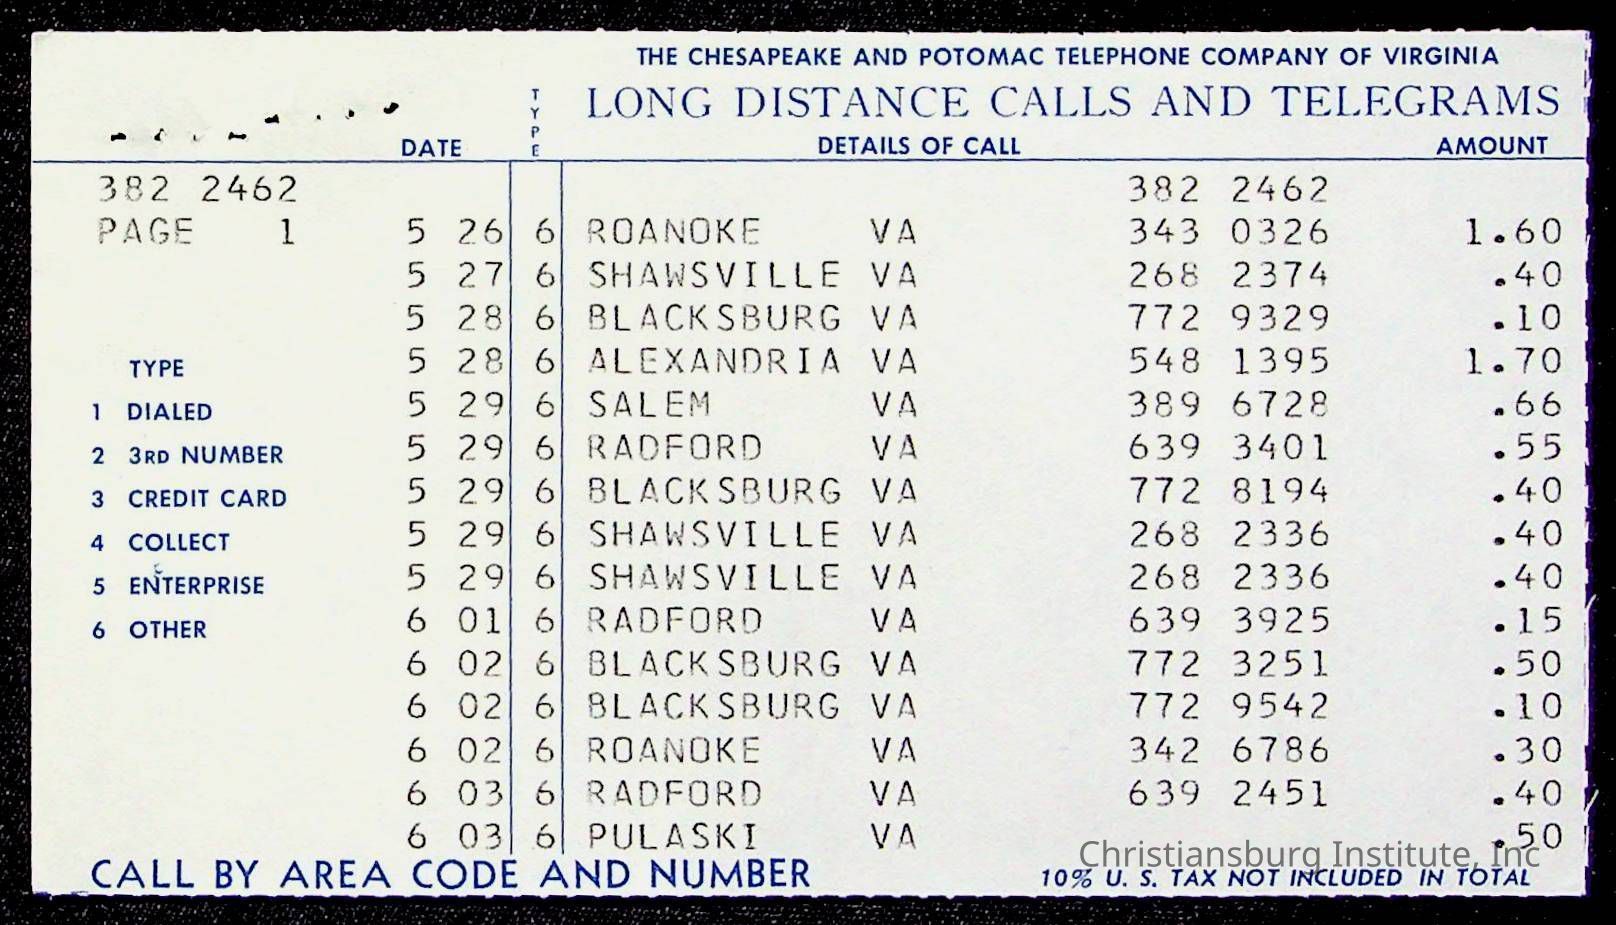 THE CHESAPEAKE AND POTOMAC TELEPHONE COMPANY OF VIRGINIA
LONG DISTANCE CALLS AND TELEGRAMS
DATE TYPE DETAILS OF CALL AMOUNT
382 2462 382 2462
PAGE 1 5 26 6 ROANOKE VA 343 0326 1.60
5 27 6 SHAWSVILLE VA 268 2374 .40
5 28 6 BLACKSBURG VA 772 9329 .10
TYPE 5 28 6 ALEXANDRIA VA 548 1395 1.70
1 DIALED 5 29 6 SALEM VA 389 6728 .66
2 3RD NUMBER 5 29 6 RADFORD VA 639 3401 .55
3 CREDIT CARD 5 29 6 BLACKSBURG VA 772 8194 .40
4 COLLECT 5 29 6 SHAWSVILLE VA 268 2336 .40
5 ENTERPRISE 5 29 6 SHAWSVILLE VA 268 2336 .40
6 OTHER 6 01 6 RADFORD VA 639 3925 .15
6 02 6 BLACKSBURG VA 772 3251 .50
6 02 6 BLACKSBURG VA 772 9542 .10
6 02 6 ROANOKE VA 342 6786 .30
6 03 6 RADFORD VA 639 2451 .40
6 03 6 PULASKI VA .50
Christiansburg Institute, Inc
CALL BY AREA CODE AND NUMBER 10% U. S. TAX NOT INCLUDED IN TOTAL